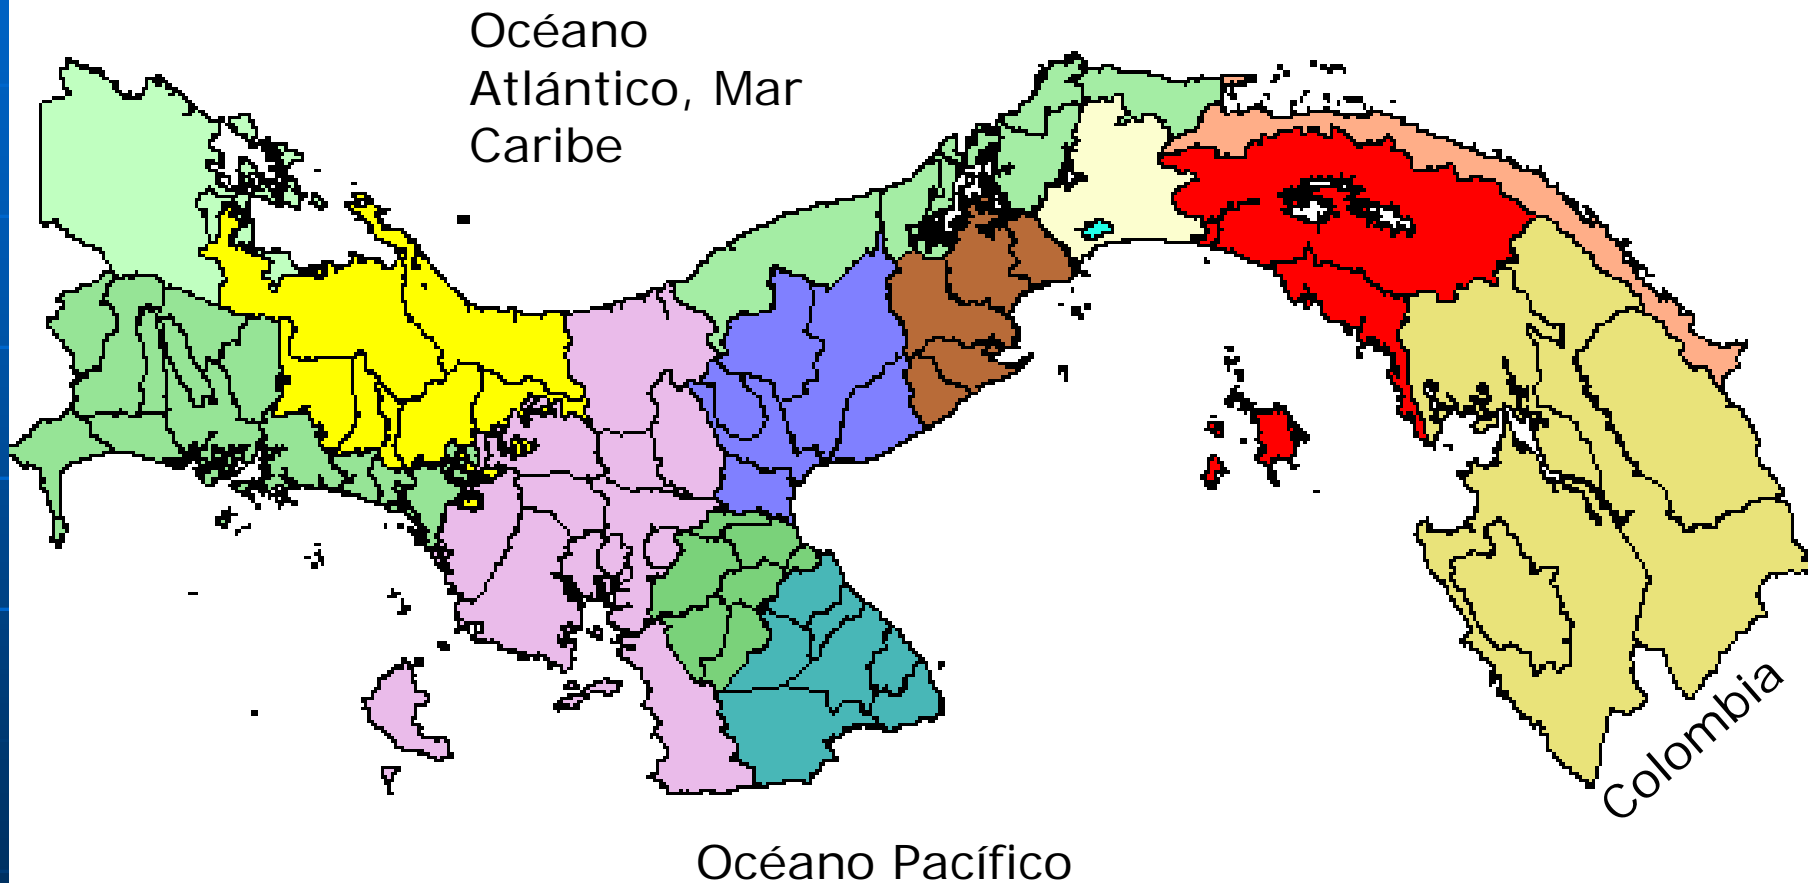 Océano
Atlántico, Mar
Caribe
Colombia
Océano Pacífico